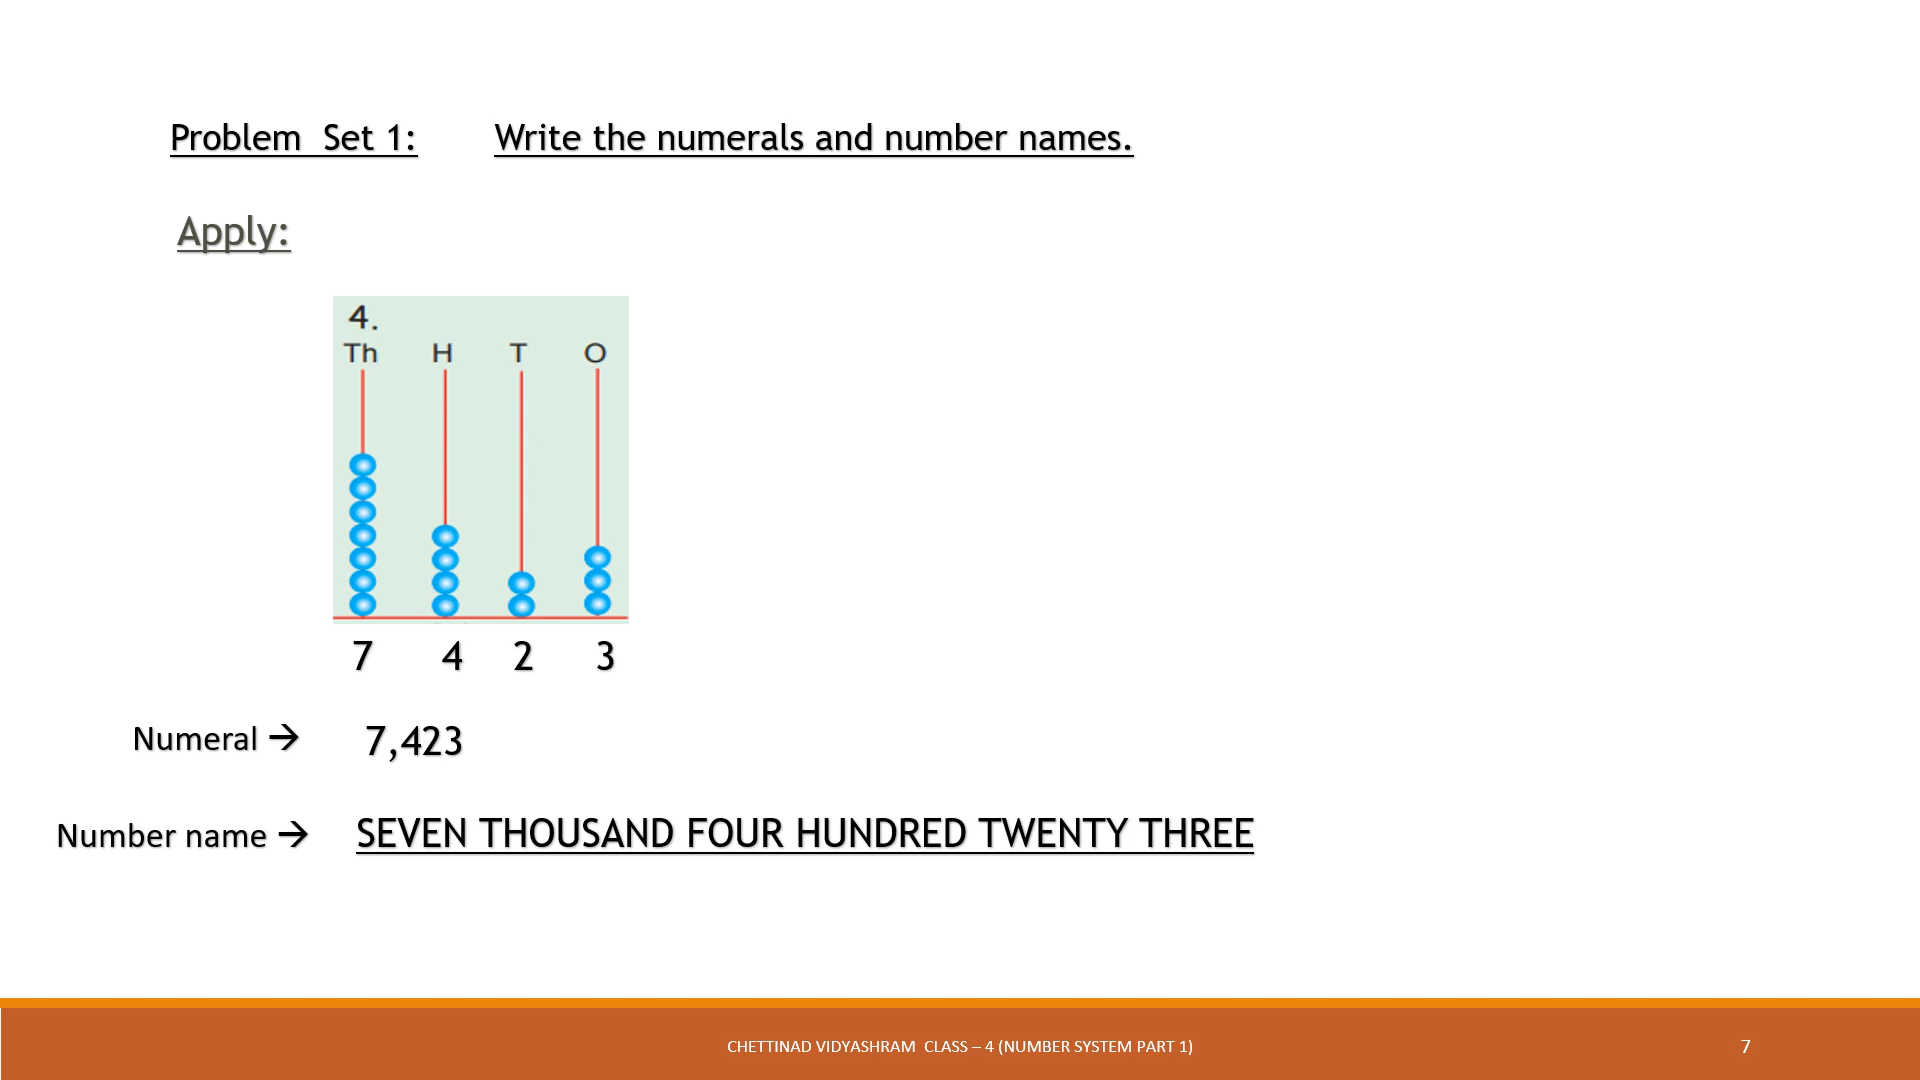 Problem  Set 1: Write the numerals and number names.
Apply:
4.
Th H T O
7 4 2 3
Numeral → 7,423
Number name → SEVEN THOUSAND FOUR HUNDRED TWENTY THREE
CHETTINAD VIDYASHRAM  CLASS – 4 (NUMBER SYSTEM PART 1) 7